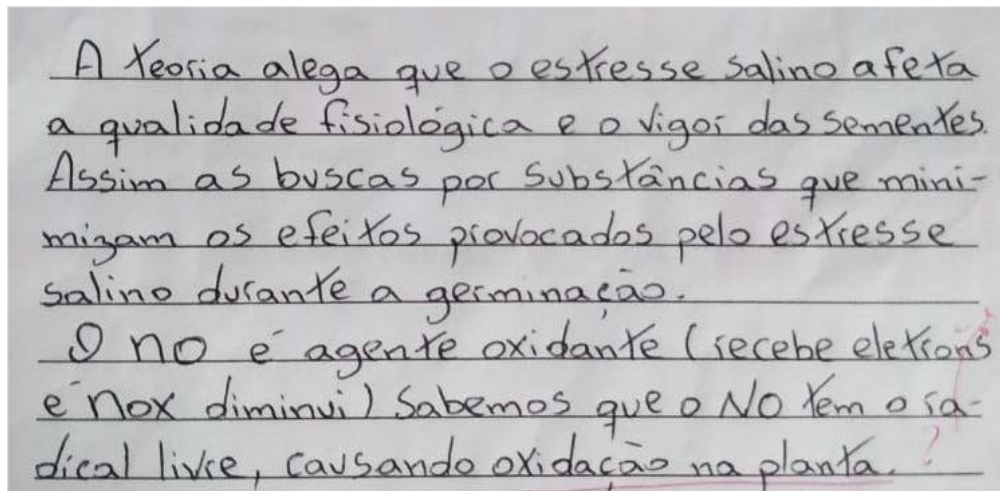 A teoria alega que o estresse salino afeta
a qualidade fisiológica e o vigor das sementes.
Assim as buscas por substâncias que mini-
mizam os efeitos provocados pelo estresse
salino durante a germinação.
O NO é agente oxidante (recebe eletrons
e nox diminui) Sabemos que o NO tem o ra-
dical livre, causando oxidação na planta. ?